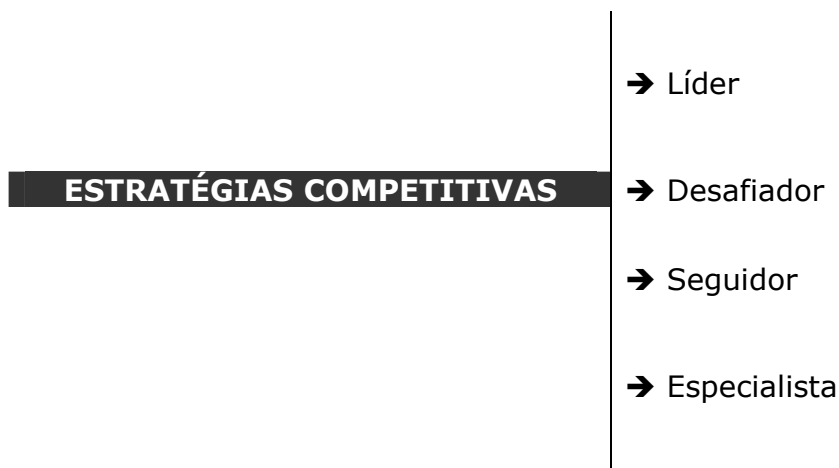 ➔ Líder
ESTRATÉGIAS COMPETITIVAS ➔ Desafiador
➔ Seguidor
➔ Especialista